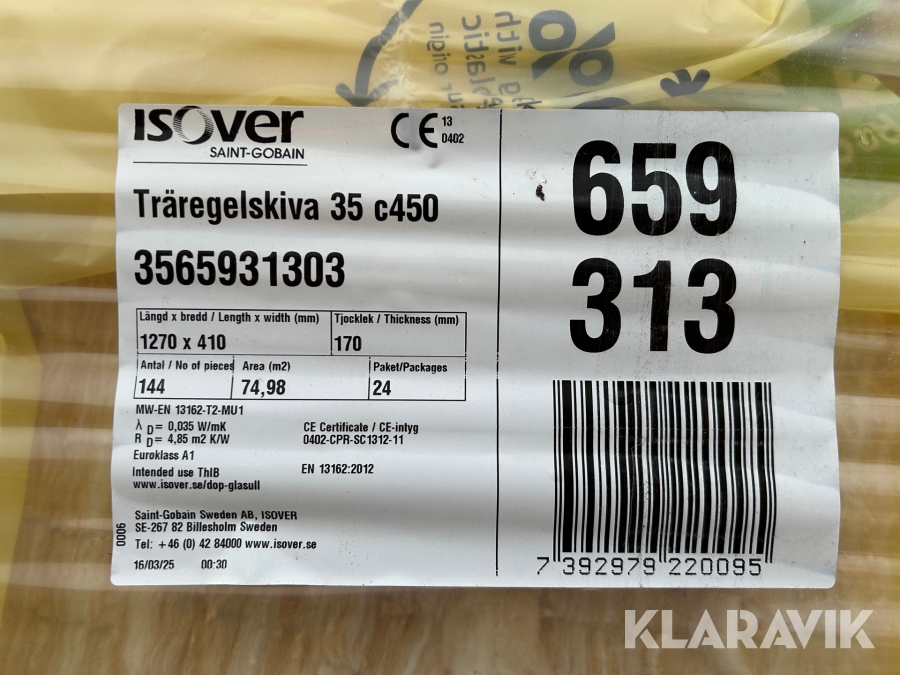 %
ng with
plastic
origin
ISOVER
SAINT-GOBAIN
CE 13
0402
Träregelskiva 35 c450
3565931303
Längd x bredd / Length x width (mm) Tjocklek / Thickness (mm)
1270 x 410 170
Antal / No of pieces Area (m2) Paket/Packages
144 74,98 24
MW-EN 13162-T2-MU1
λ D= 0,035 W/mK
R D= 4,85 m2 K/W
Euroklass A1
Intended use ThIB
www.isover.se/dop-glasull
CE Certificate / CE-intyg
0402-CPR-SC1312-11
EN 13162:2012
Saint-Gobain Sweden AB, ISOVER
SE-267 82 Billesholm Sweden
Tel: +46 (0) 42 84000 www.isover.se
0006
16/03/25 00:30
659
313
7 392979 220095
KLARAVIK